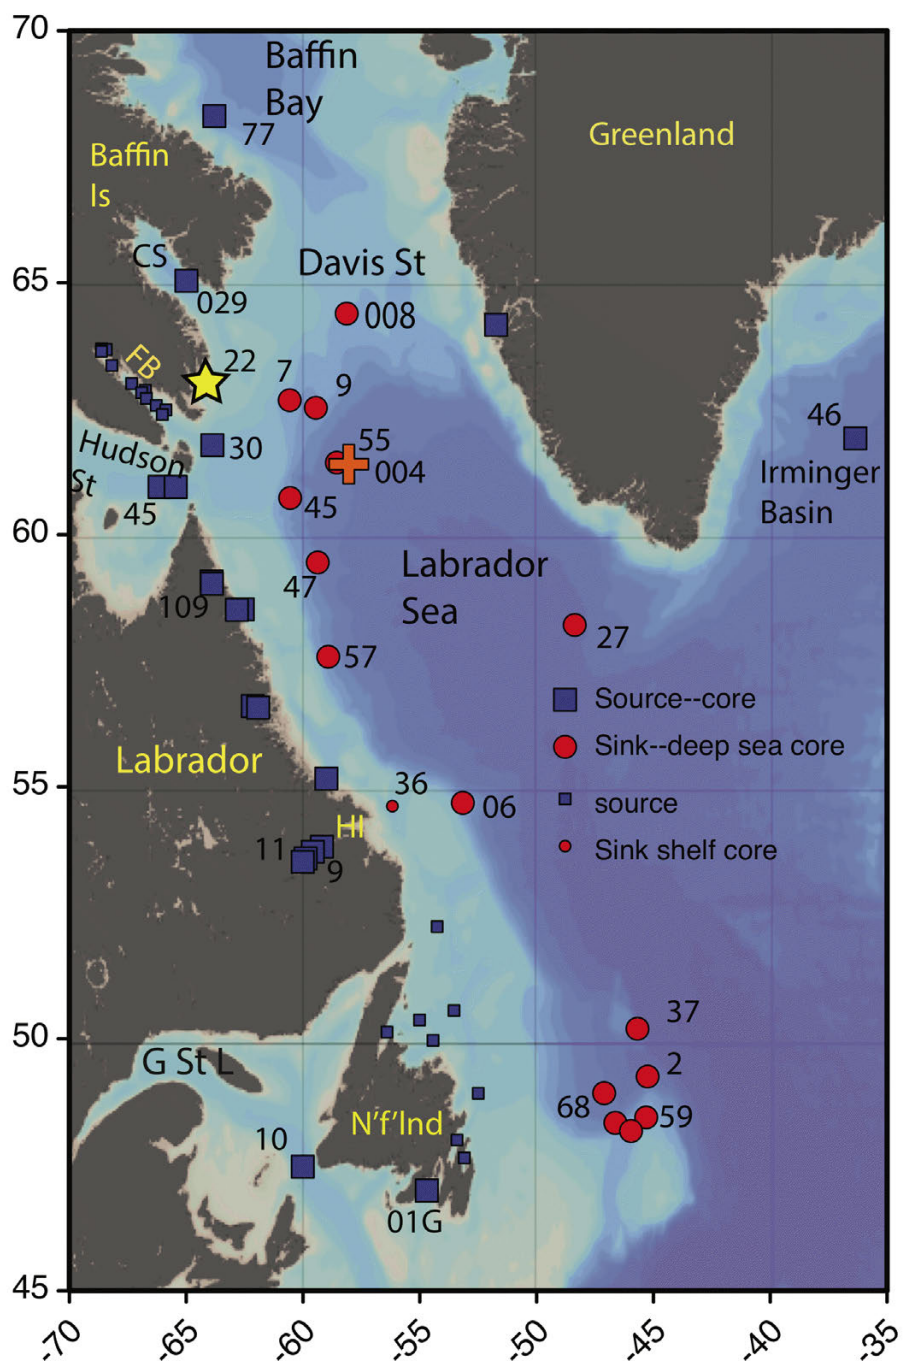 70
Baffin
Bay
77
Greenland
Baffin
Is
CS
Davis St
65
029
008
FB
22
7
9
46
55
Hudson
St
30
004
Irminger
Basin
45
45
60
Labrador
Sea
47
109
27
57
Source--core
Labrador
Sink--deep sea core
36
55
06
source
HI
11
9
Sink shelf core
37
50
G St L
2
68
59
N'f'lnd
10
01G
45
-70
-65
-60
-55
-50
-45
-40
-35